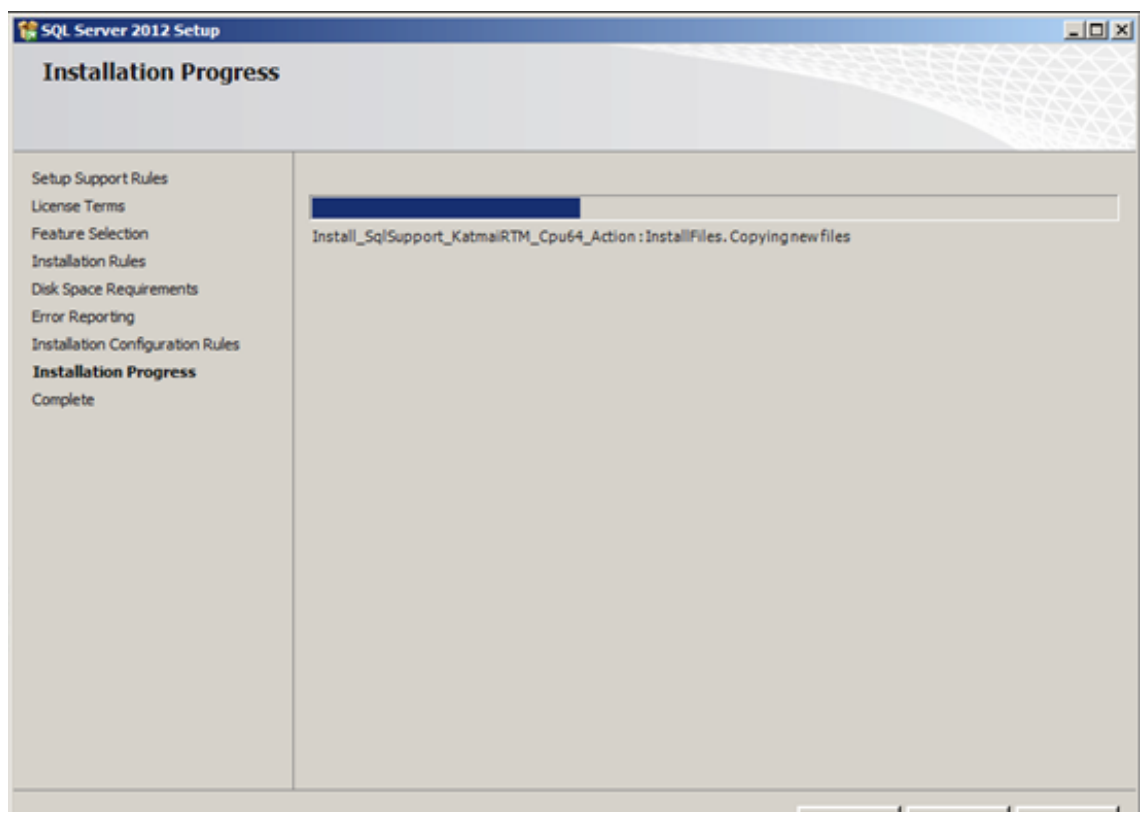 SQL Server 2012 Setup
Installation Progress
Setup Support Rules
License Terms
Feature Selection
Installation Rules
Disk Space Requirements
Error Reporting
Installation Configuration Rules
Installation Progress
Complete
Install_SqlSupport_KatmaiRTM_Cpu64_Action : InstallFiles. Copying new files